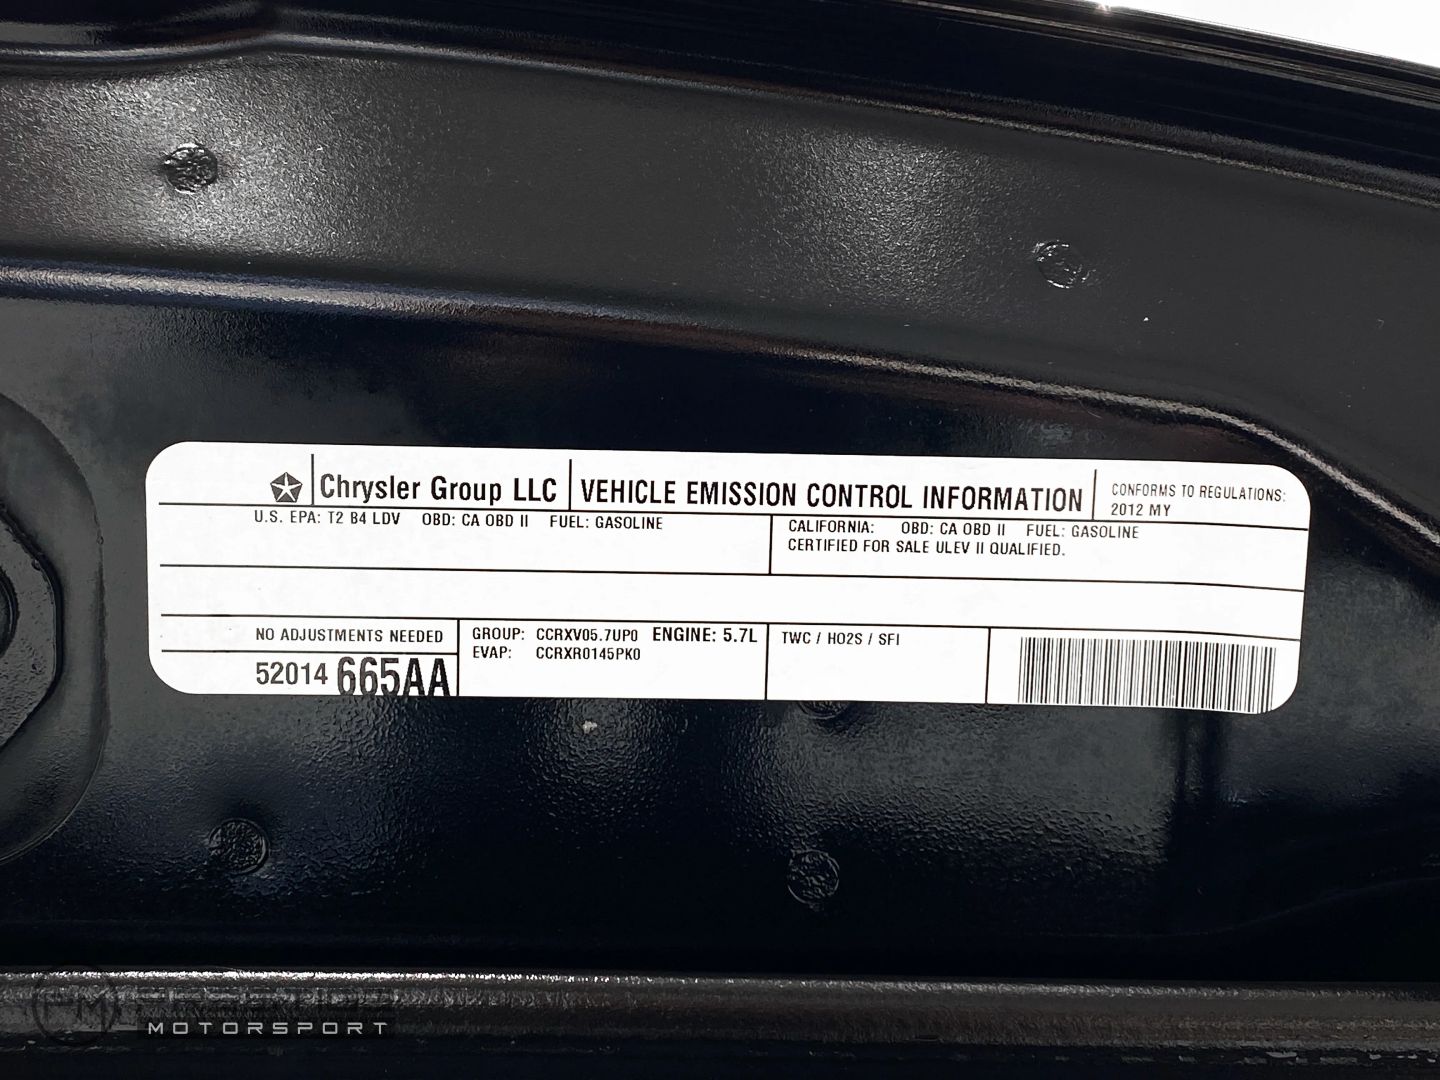 Chrysler Group LLC VEHICLE EMISSION CONTROL INFORMATION
CONFORMS TO REGULATIONS:
2012 MY
U.S. EPA: T2 B4 LDV OBD: CA OBD II FUEL: GASOLINE
CALIFORNIA: OBD: CA OBD II FUEL: GASOLINE
CERTIFIED FOR SALE ULEV II QUALIFIED.
NO ADJUSTMENTS NEEDED
52014 665AA
GROUP: CCRXV05.7UP0 ENGINE: 5.7L
EVAP: CCRXR0145PK0
TWC / HO2S / SFI
PM
MOTORSPORT